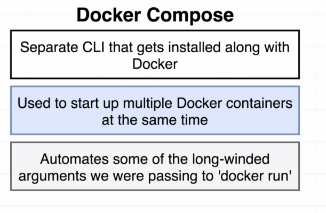 Docker Compose
Separate CLI that gets installed along with
Docker
Used to start up multiple Docker containers
at the same time
Automates some of the long-winded
arguments we were passing to 'docker run'